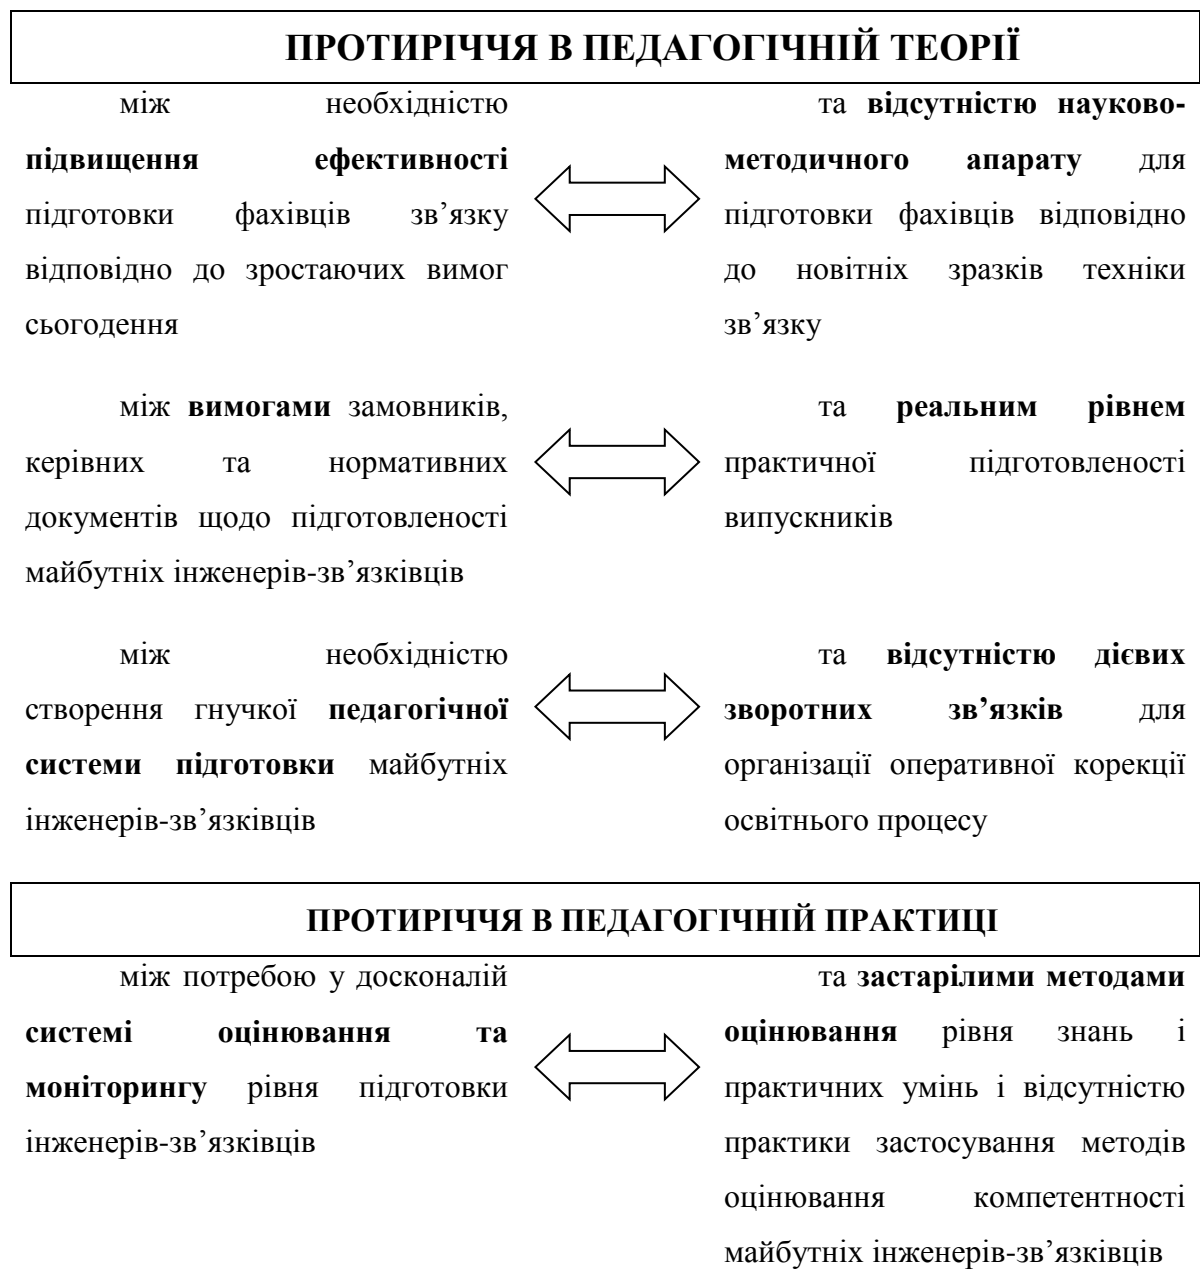 ПРОТИРІЧЧЯ В ПЕДАГОГІЧНІЙ ТЕОРІЇ
між необхідністю
підвищення ефективності
підготовки фахівців зв’язку
відповідно до зростаючих вимог
сьогодення
та відсутністю науково-
методичного апарату для
підготовки фахівців відповідно
до новітніх зразків техніки
зв’язку
між вимогами замовників,
керівних та нормативних
документів щодо підготовленості
майбутніх інженерів-зв’язківців
та реальним рівнем
практичної підготовленості
випускників
між необхідністю
створення гнучкої педагогічної
системи підготовки майбутніх
інженерів-зв’язківців
та відсутністю дієвих
зворотних зв’язків для
організації оперативної корекції
освітнього процесу
ПРОТИРІЧЧЯ В ПЕДАГОГІЧНІЙ ПРАКТИЦІ
між потребою у досконалій
системі оцінювання та
моніторингу рівня підготовки
інженерів-зв’язківців
та застарілими методами
оцінювання рівня знань і
практичних умінь і відсутністю
практики застосування методів
оцінювання компетентності
майбутніх інженерів-зв’язківців